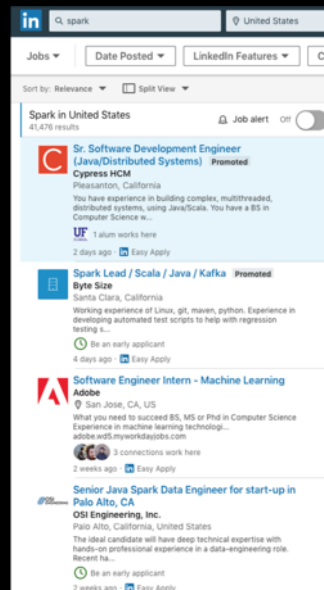 in
spark
United States
Jobs
Date Posted
LinkedIn Features
C
Sort by: Relevance
Split View
Spark in United States
41,476 results
Job alert Off
C
Sr. Software Development Engineer
(Java/Distributed Systems) Promoted
Cypress HCM
Pleasanton, California
You have experience in building complex, multithreaded,
distributed systems, using Java/Scala. You have a BS in
Computer Science w...
UF
1 alum works here
2 days ago · in Easy Apply
Spark Lead / Scala / Java / Kafka Promoted
Byte Size
Santa Clara, California
Working experience of Linux, git, maven, python. Experience in
developing automated test scripts to help with regression
testing s...
Be an early applicant
4 days ago · in Easy Apply
Software Engineer Intern - Machine Learning
Adobe
San Jose, CA, US
What you need to succeed BS, MS or Phd in Computer Science
Experience in machine learning technologi...
adobe.wd5.myworkdayjobs.com
3 connections work here
2 weeks ago · in Easy Apply
Senior Java Spark Data Engineer for start-up in
Palo Alto, CA
OSI Engineering, Inc.
Palo Alto, California, United States
The ideal candidate will have deep technical expertise with
hands-on professional experience in a data-engineering role.
Recent ha...
Be an early applicant
2 weeks ago · in Easy Apply